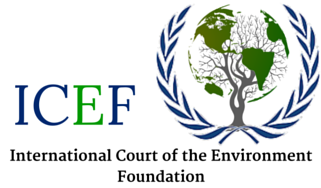 ICEF
International Court of the Environment
Foundation